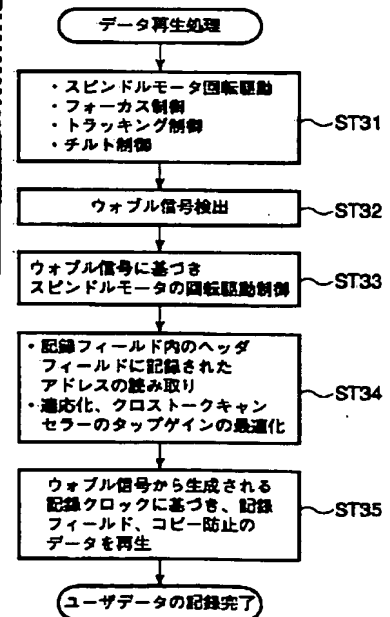 データ再生処理
・スピンドルモータ回転駆動
・フォーカス制御
・トラッキング制御
・チルト制御
ST31
ウォブル信号検出
ST32
ウォブル信号に基づき
スピンドルモータの回転駆動制御
ST33
・記録フィールド内のヘッダ
フィールドに記録された
アドレスの読み取り
・適応化、クロストークキャン
セラーのタップゲインの最適化
ST34
ウォブル信号から生成される
記録クロックに基づき、記録
フィールド、コピー防止の
データを再生
ST35
ユーザデータの記録完了